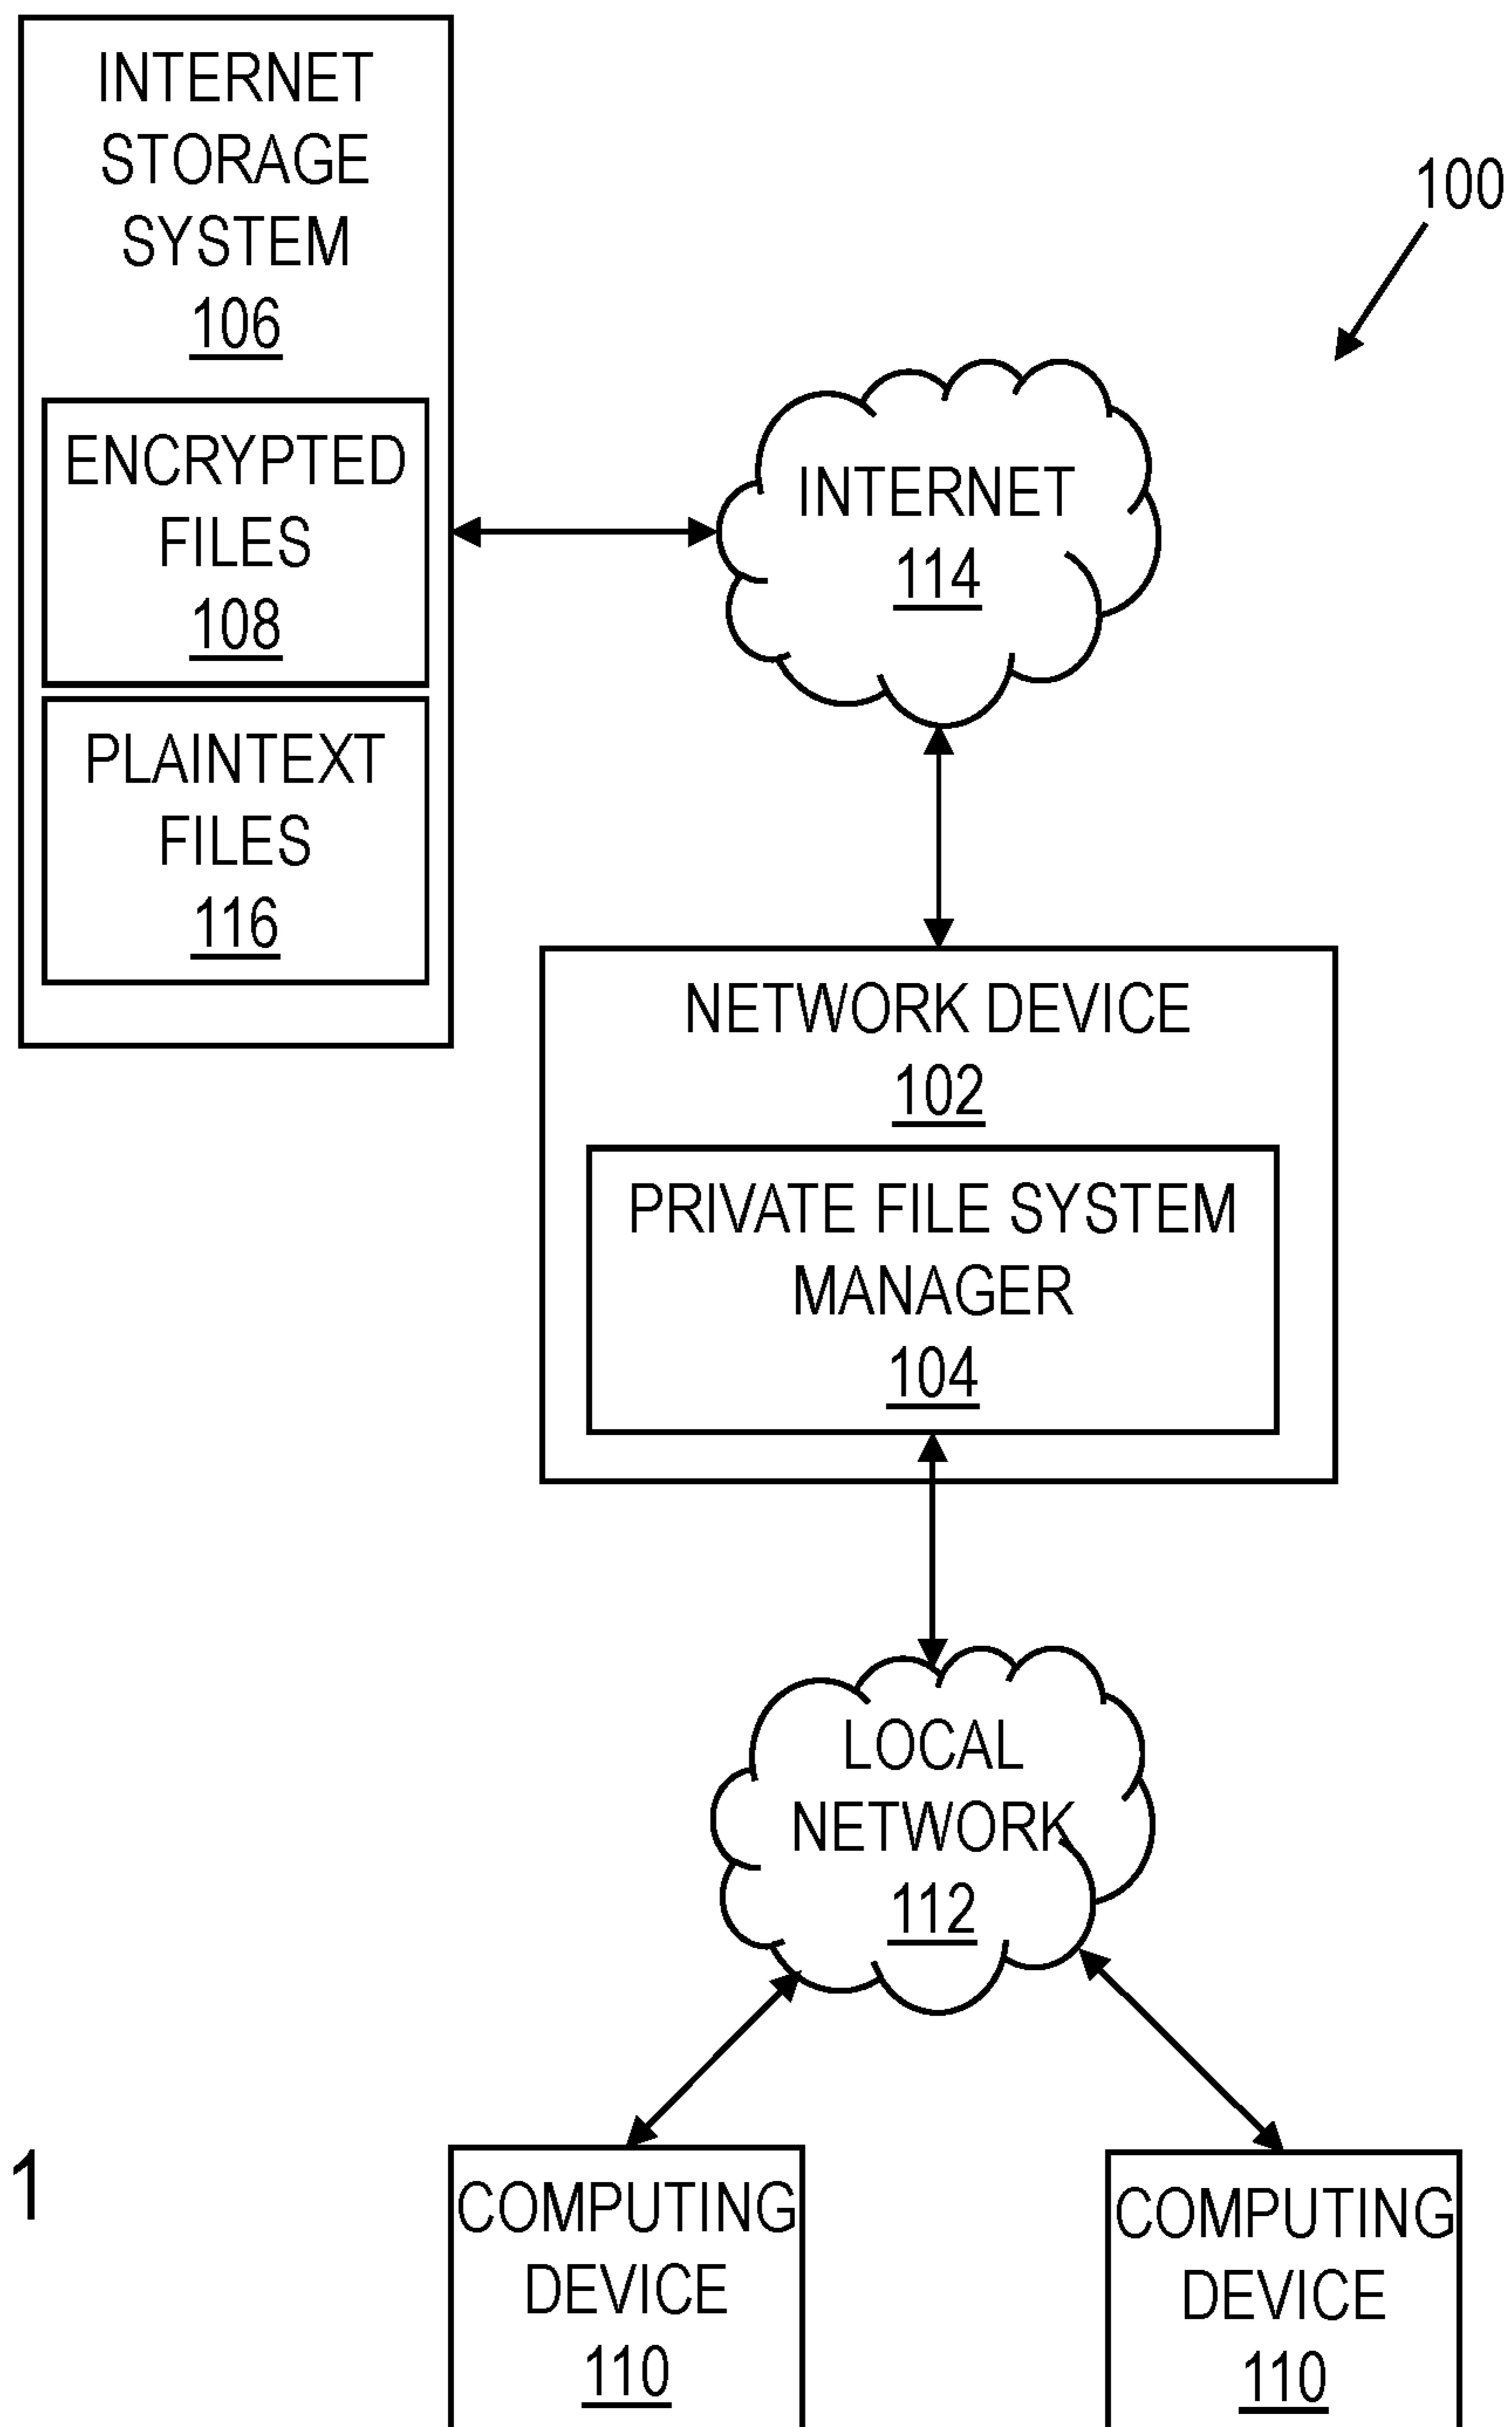 INTERNET
STORAGE
SYSTEM
106
ENCRYPTED
FILES
108
PLAINTEXT
FILES
116
100
INTERNET
114
NETWORK DEVICE
102
PRIVATE FILE SYSTEM
MANAGER
104
LOCAL
NETWORK
112
1
COMPUTING
DEVICE
110
COMPUTING
DEVICE
110